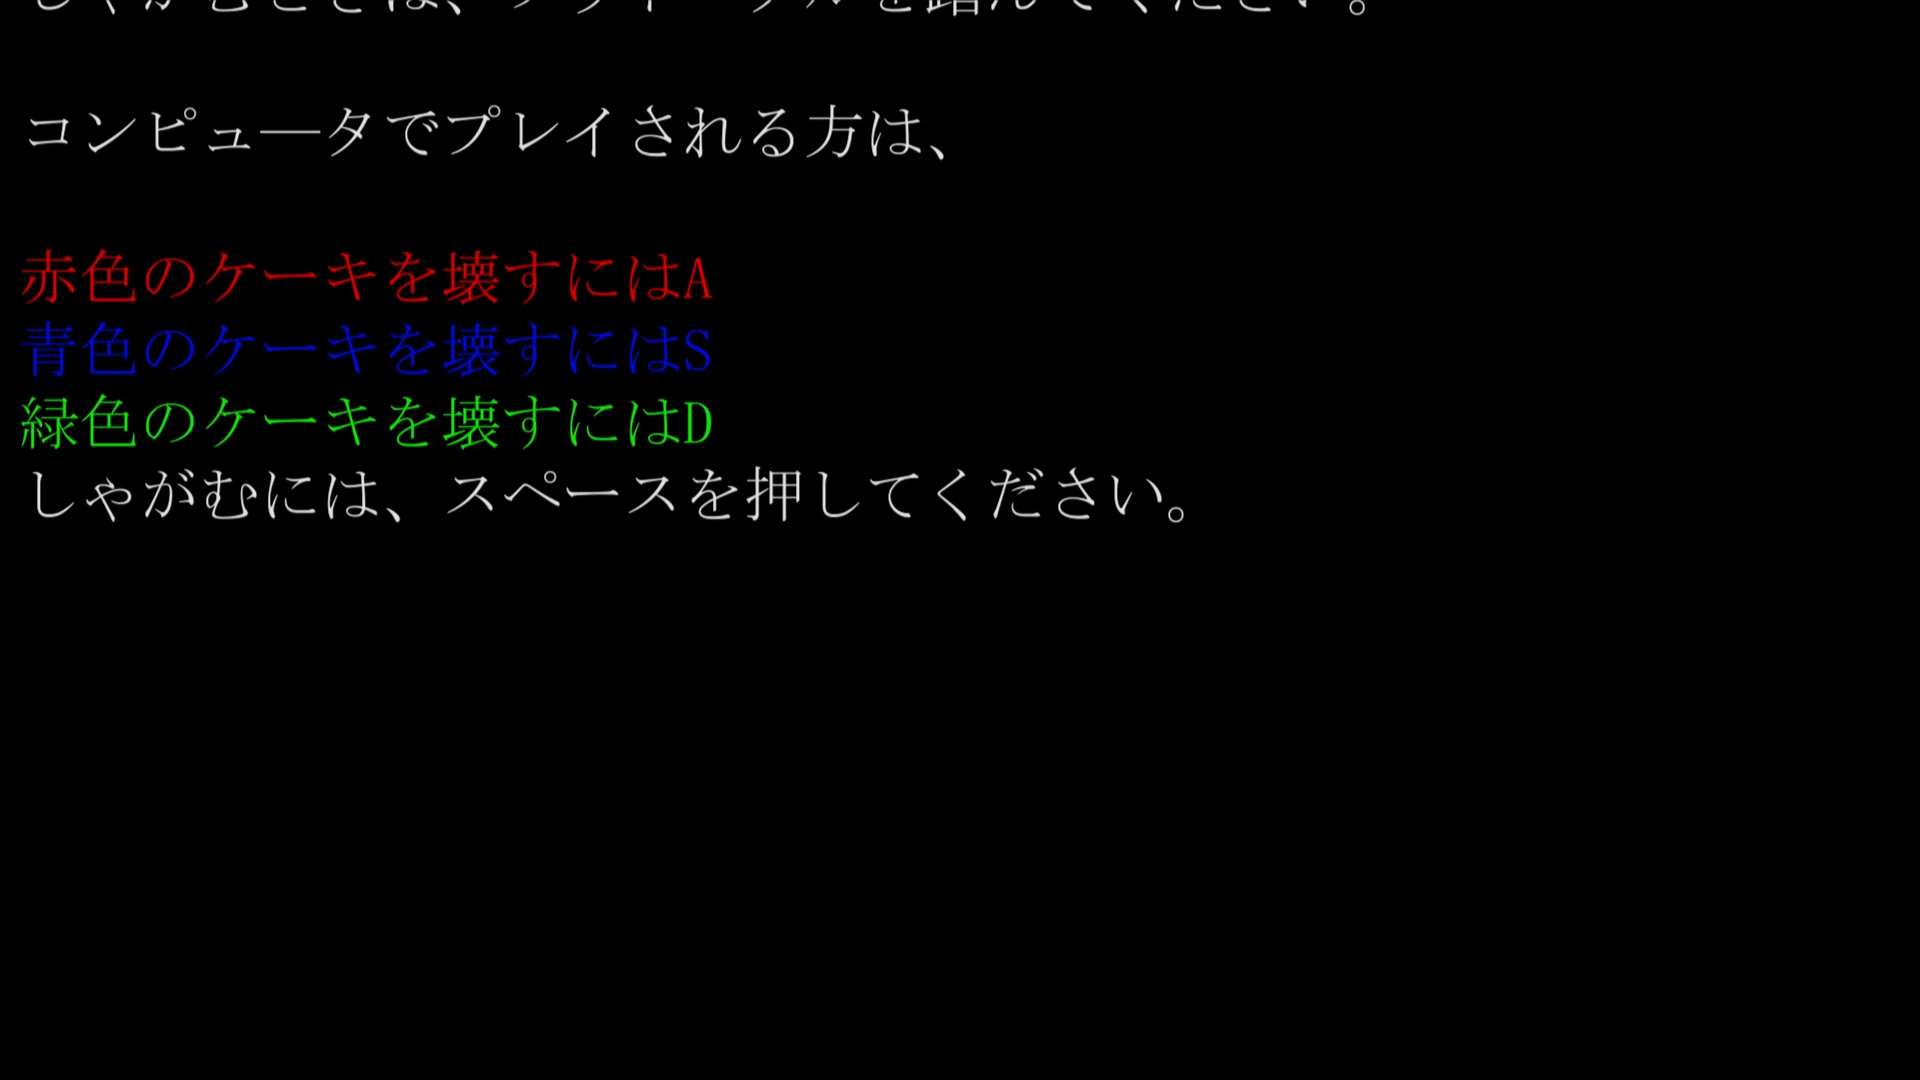 コンピュ―タでプレイされる方は、
赤色のケーキを壊すにはA
青色のケーキを壊すにはS
緑色のケーキを壊すにはD
しゃがむには、スペースを押してください。